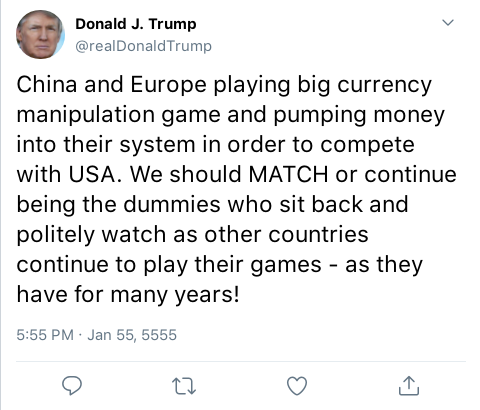 Donald J. Trump
@realDonaldTrump
China and Europe playing big currency
manipulation game and pumping money
into their system in order to compete
with USA. We should MATCH or continue
being the dummies who sit back and
politely watch as other countries
continue to play their games - as they
have for many years!
5:55 PM · Jan 55, 5555